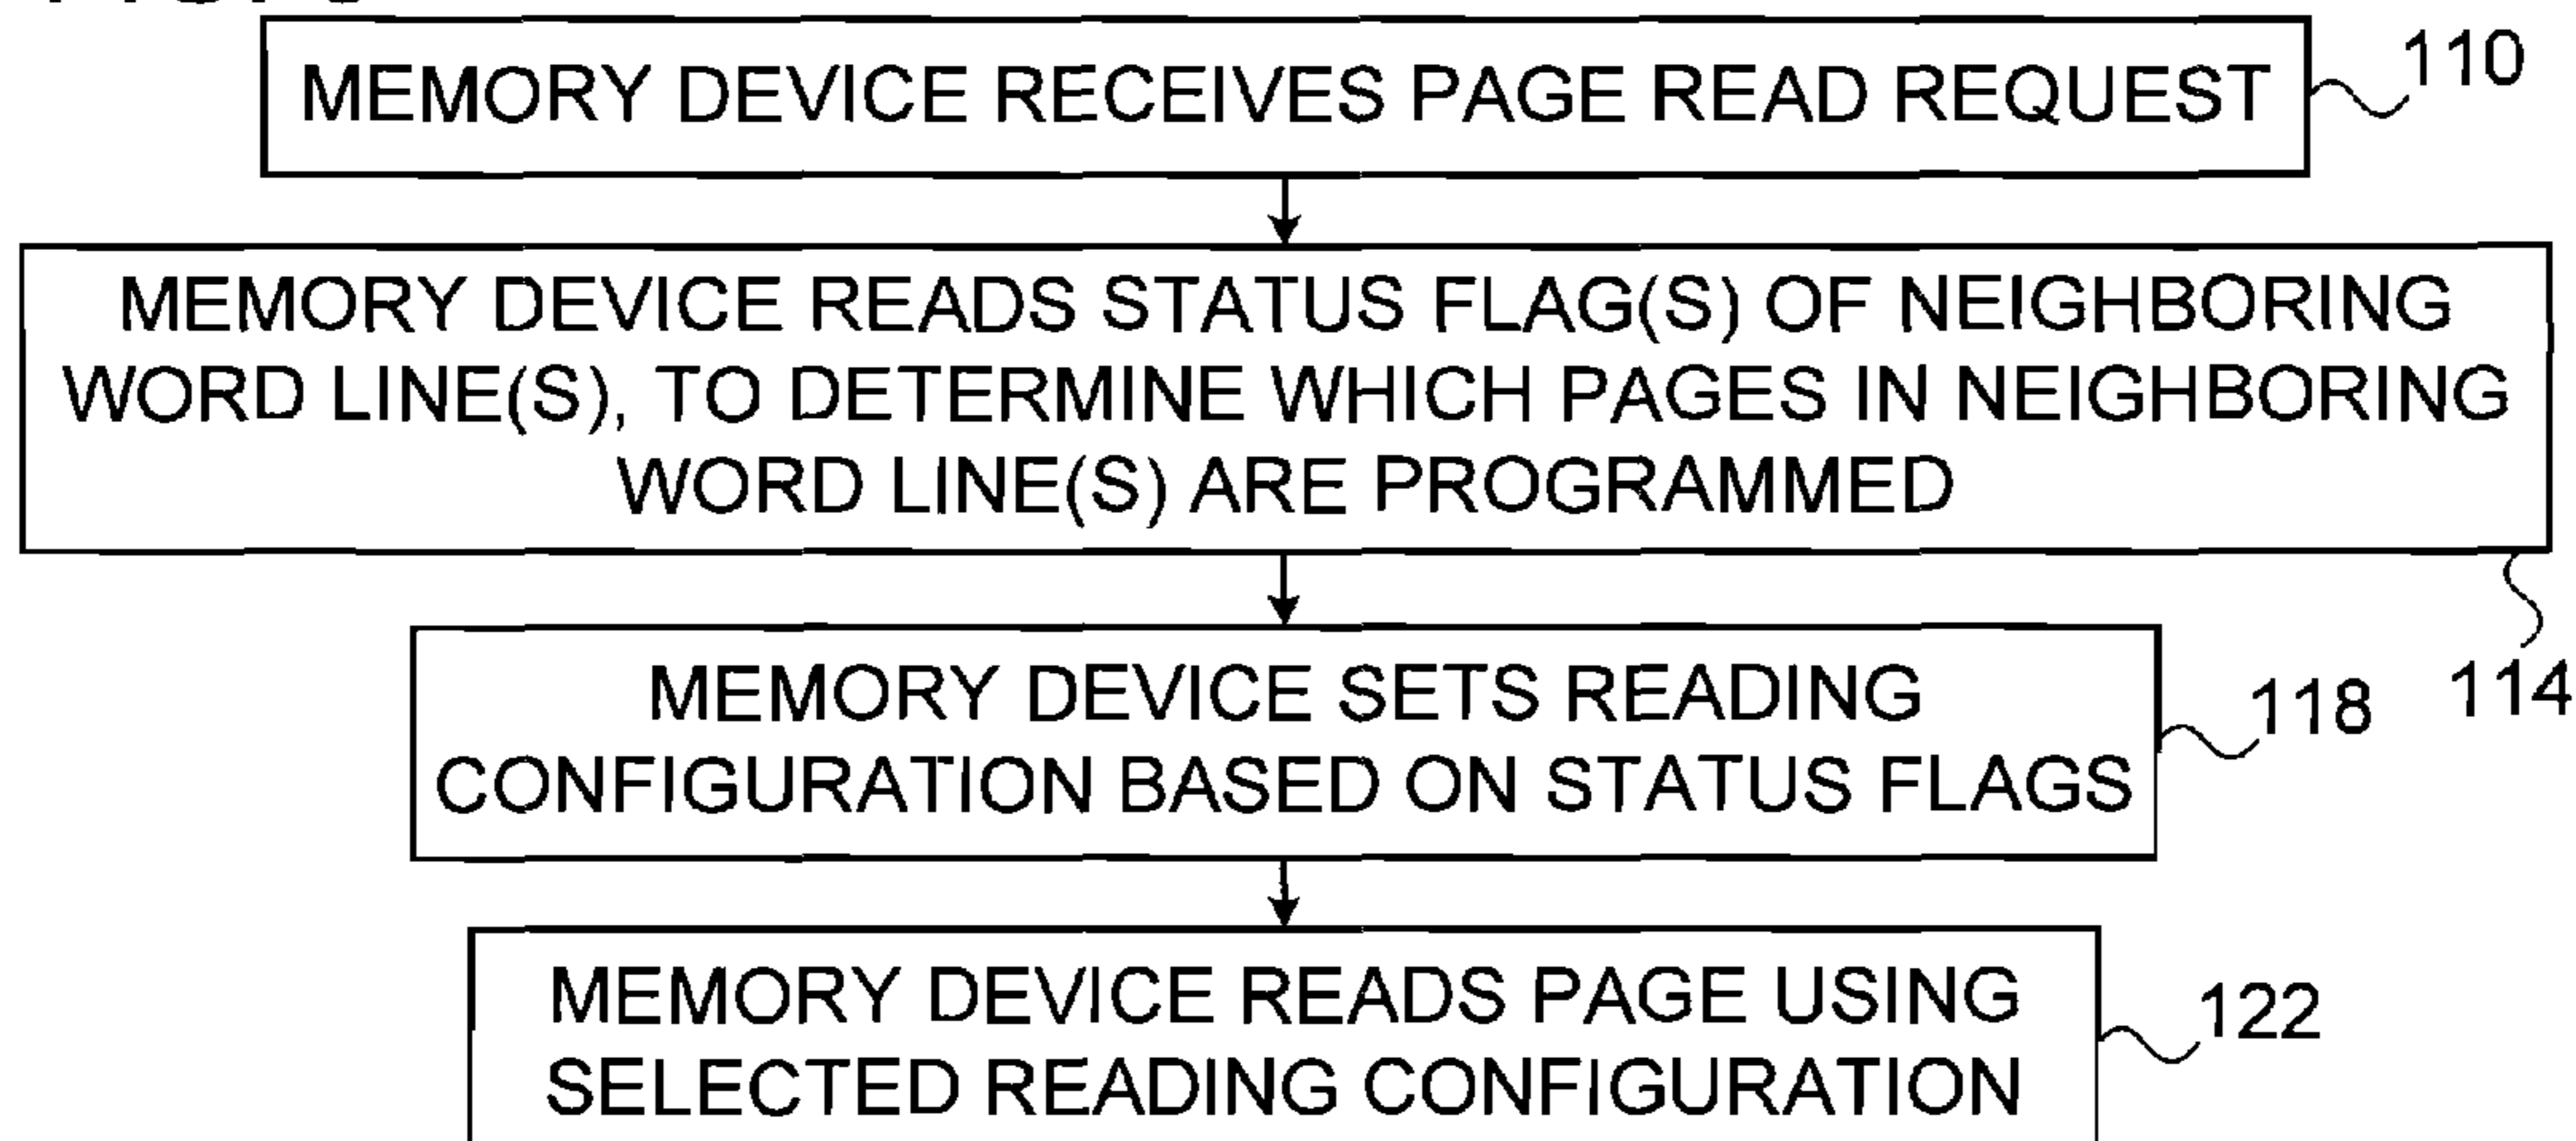 MEMORY DEVICE RECEIVES PAGE READ REQUEST
110
MEMORY DEVICE READS STATUS FLAG(S) OF NEIGHBORING
WORD LINE(S), TO DETERMINE WHICH PAGES IN NEIGHBORING
WORD LINE(S) ARE PROGRAMMED
114
MEMORY DEVICE SETS READING
CONFIGURATION BASED ON STATUS FLAGS
118
MEMORY DEVICE READS PAGE USING
SELECTED READING CONFIGURATION
122